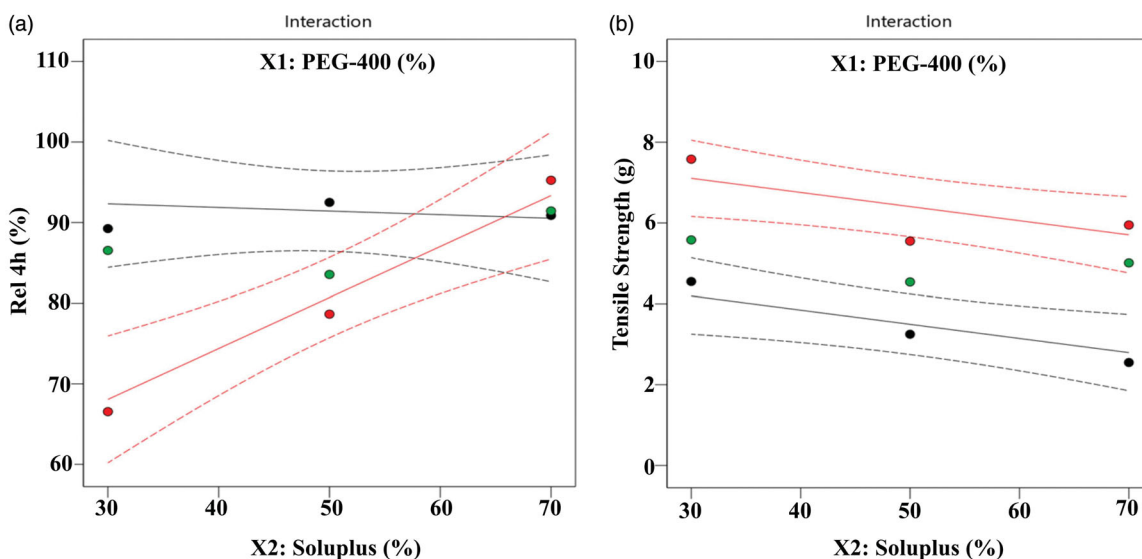 (a)
Interaction
X1: PEG-400 (%)
110
100
90
80
70
60
Rel 4h (%)
30
40
50
60
70
X2: Soluplus (%)
(b)
Interaction
X1: PEG-400 (%)
10
8
6
4
2
0
Tensile Strength (g)
30
40
50
60
70
X2: Soluplus (%)